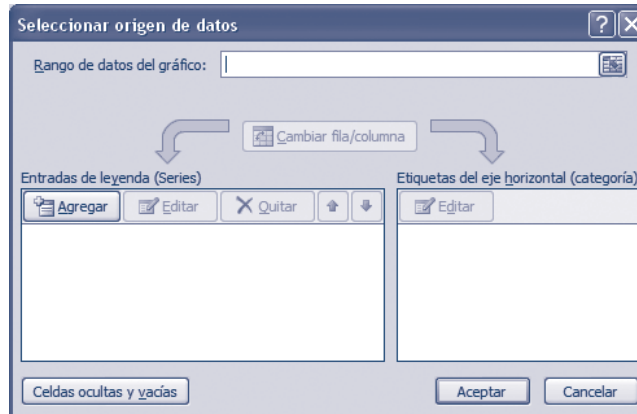 Seleccionar origen de datos
Rango de datos del gráfico:
Cambiar fila/columna
Entradas de leyenda (Series)
Agregar Editar Quitar
Etiquetas del eje horizontal (categoría)
Editar
Celdas ocultas y vacías
Aceptar Cancelar